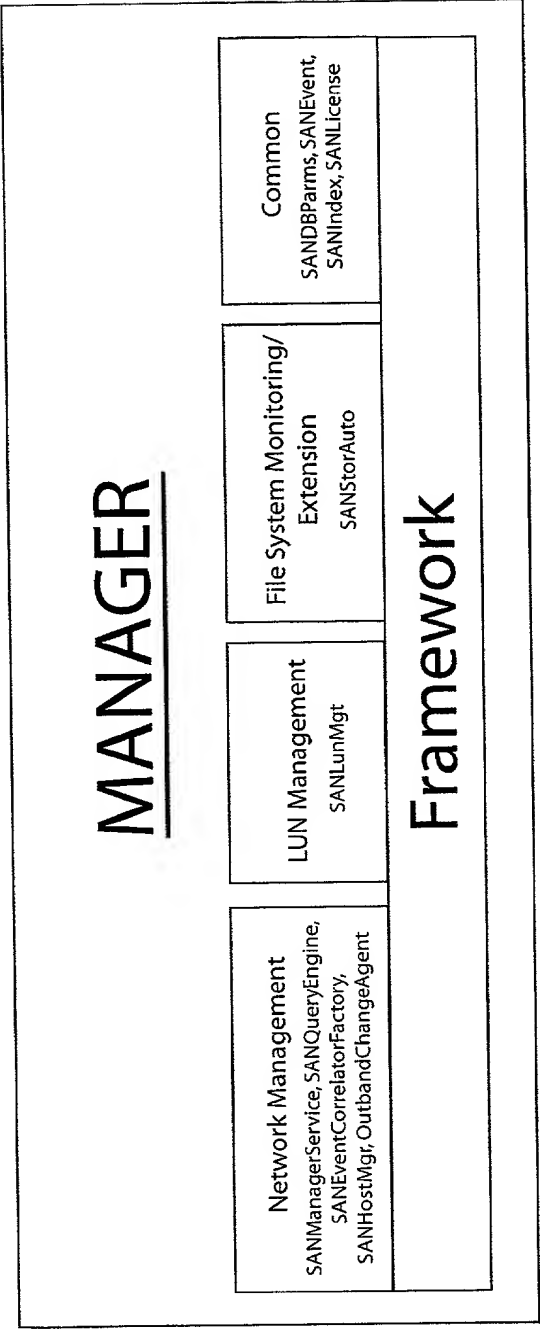 MANAGER
Network Management
SANManagerService, SANQueryEngine,
SANEventCorrelatorFactory,
SANHostMgr, OutbandChangeAgent
LUN Management
SANLunMgt
File System Monitoring/
Extension
SANStorAuto
Common
SANDBParms, SANEvent,
SANIndex, SANLicense
Framework